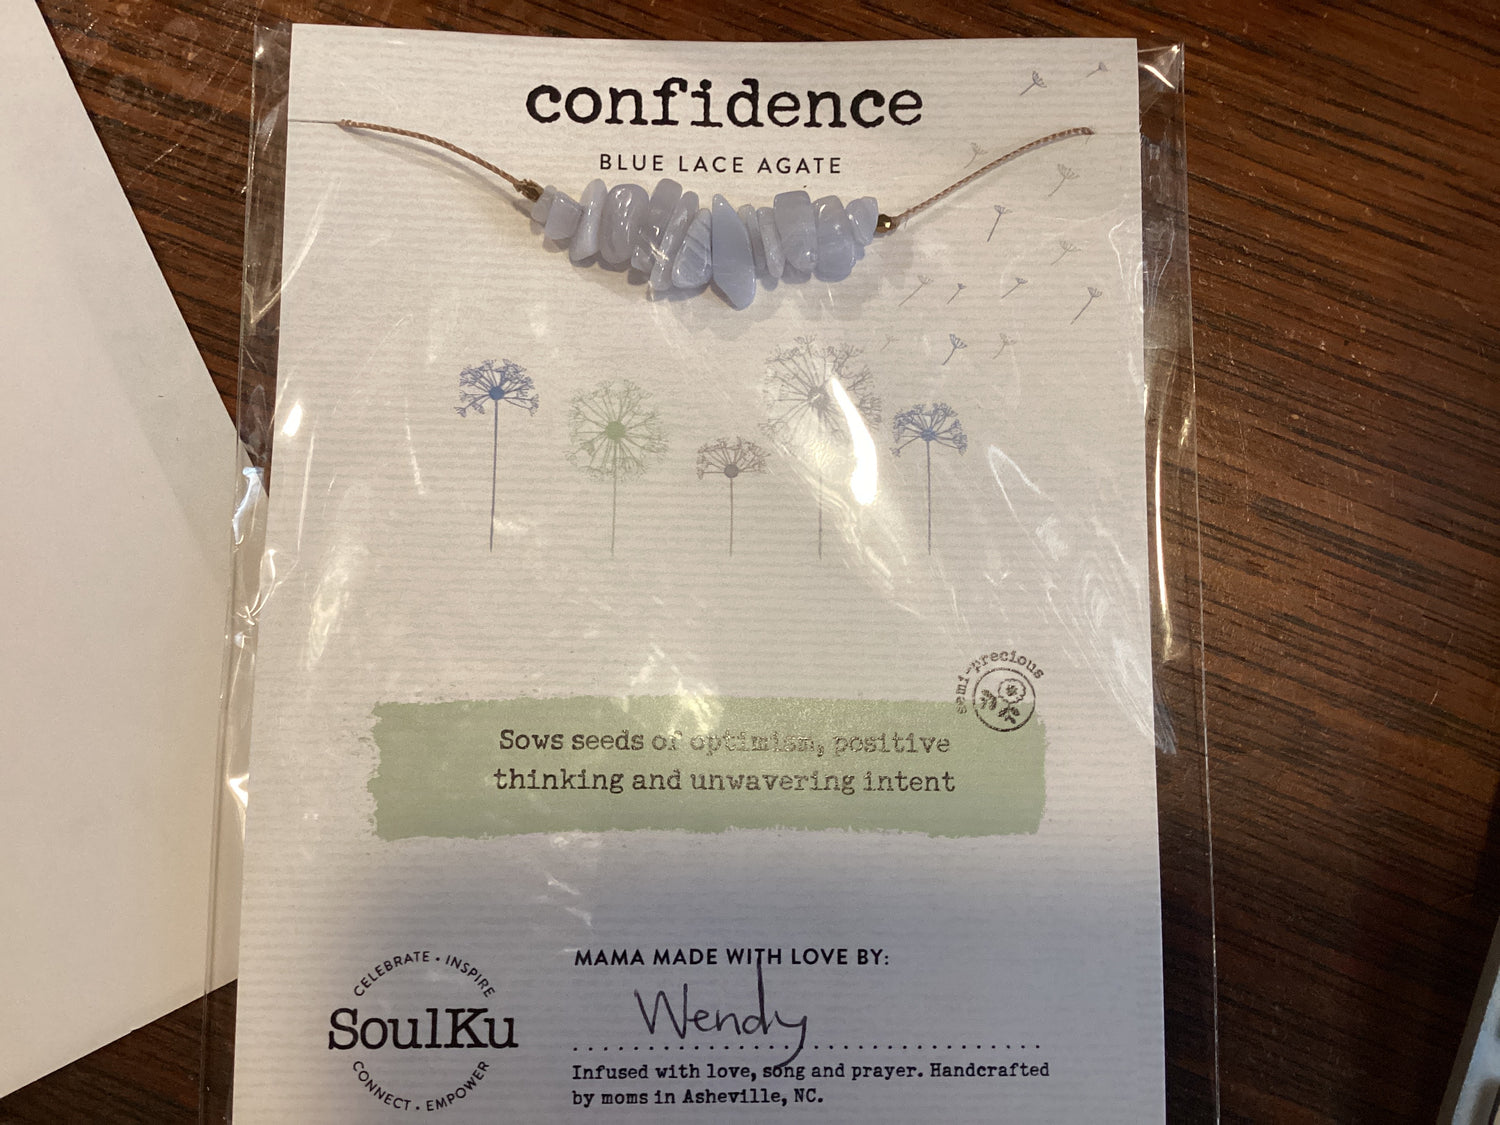 confidence
BLUE LACE AGATE
semi-precious
Sows seeds of optimism, positive
thinking and unwavering intent
CELEBRATE • INSPIRE
SoulKu
CONNECT • EMPOWER
MAMA MADE WITH LOVE BY:
Wendy
Infused with love, song and prayer. Handcrafted
by moms in Asheville, NC.